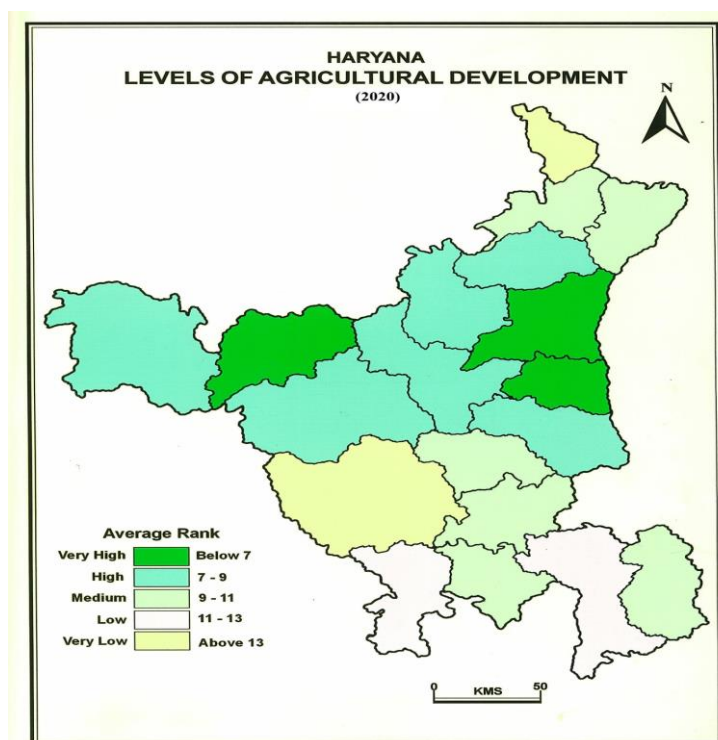 HARYANA
LEVELS OF AGRICULTURAL DEVELOPMENT
(2020)
N
Average Rank
Very High Below 7
High 7 - 9
Medium 9 - 11
Low 11 - 13
Very Low Above 13
0 50
KMS